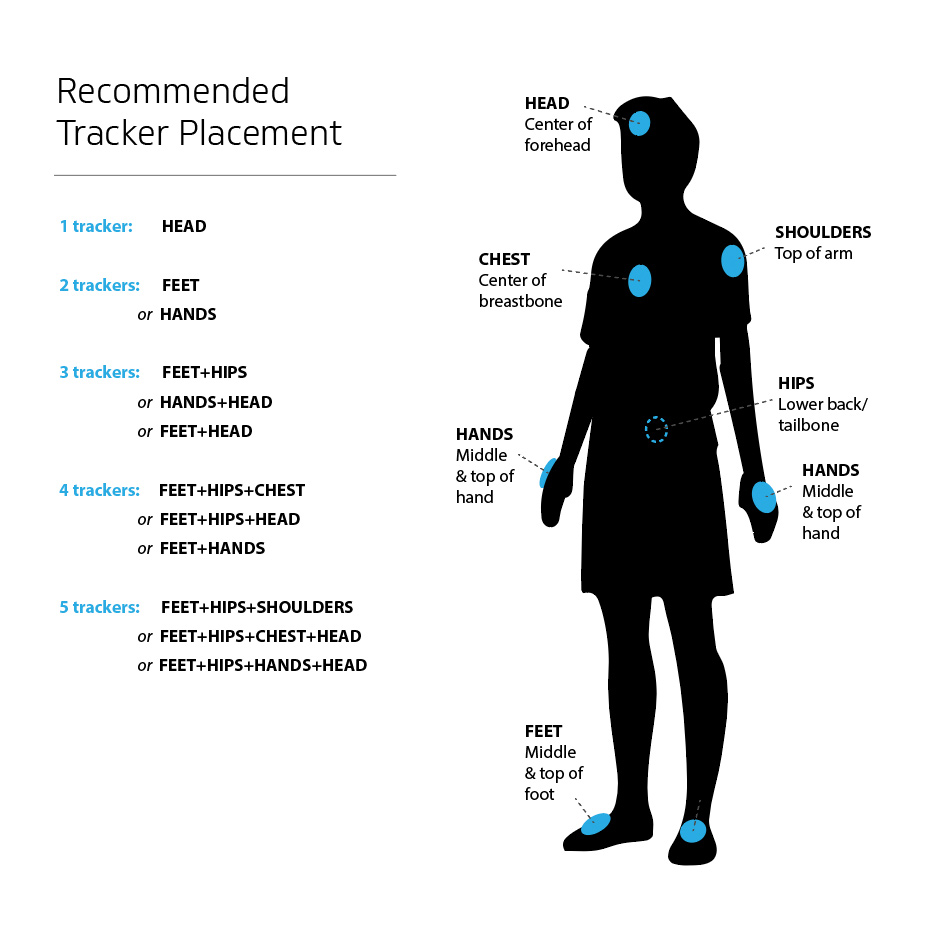 Recommended
Tracker Placement
1 tracker: HEAD
2 trackers: FEET
or HANDS
3 trackers: FEET+HIPS
or HANDS+HEAD
or FEET+HEAD
4 trackers: FEET+HIPS+CHEST
or FEET+HIPS+HEAD
or FEET+HANDS
5 trackers: FEET+HIPS+SHOULDERS
or FEET+HIPS+CHEST+HEAD
or FEET+HIPS+HANDS+HEAD
HEAD
Center of
forehead
SHOULDERS
Top of arm
CHEST
Center of
breastbone
HIPS
Lower back/
tailbone
HANDS
Middle
& top of
hand
HANDS
Middle
& top of
hand
FEET
Middle
& top of
foot